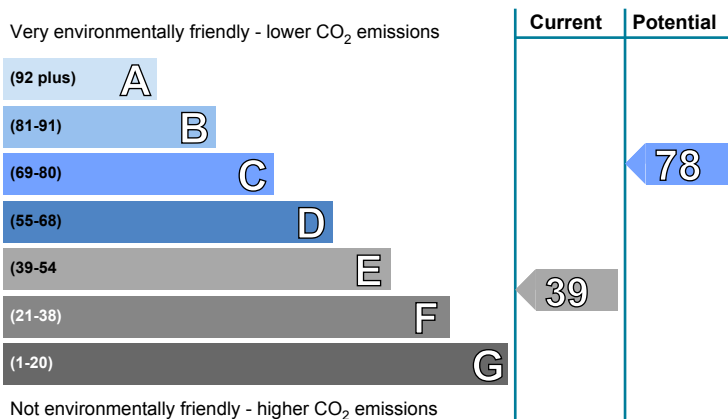 Current Potential
Very environmentally friendly - lower CO2 emissions
(92 plus) A
(81-91) B
(69-80) C
78
(55-68) D
(39-54 E
39
(21-38) F
(1-20) G
Not environmentally friendly - higher CO2 emissions